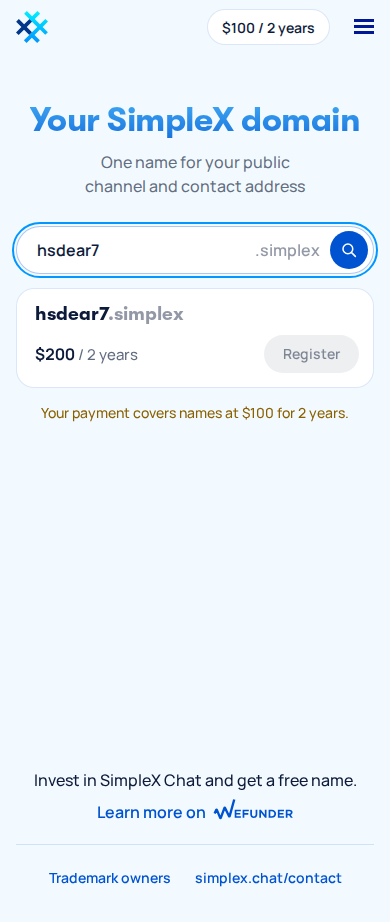 $100 / 2 years
Your SimpleX domain
One name for your public
channel and contact address
hsdear7 .simplex
hsdear7.simplex
$200 / 2 years Register
Your payment covers names at $100 for 2 years.
Invest in SimpleX Chat and get a free name.
Learn more on WEFUNDER
Trademark owners simplex.chat/contact